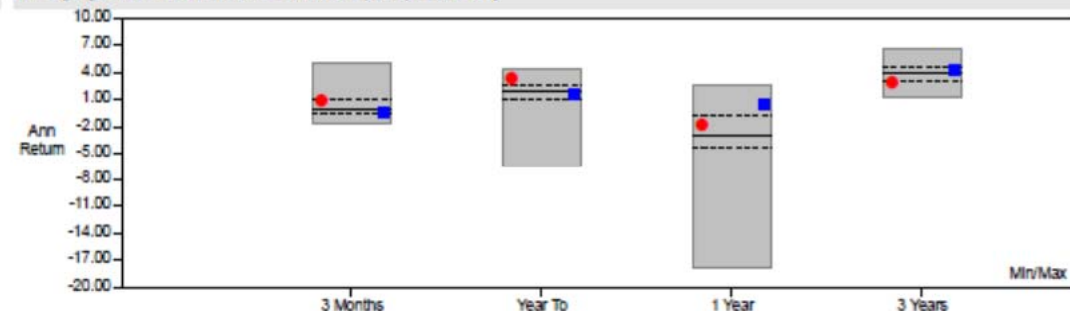 10.00
7.00
4.00
1.00
-2.00
-5.00
-8.00
-11.00
-14.00
-17.00
-20.00
Ann
Return
Min/Max
3 Months
Year To
1 Year
3 Years